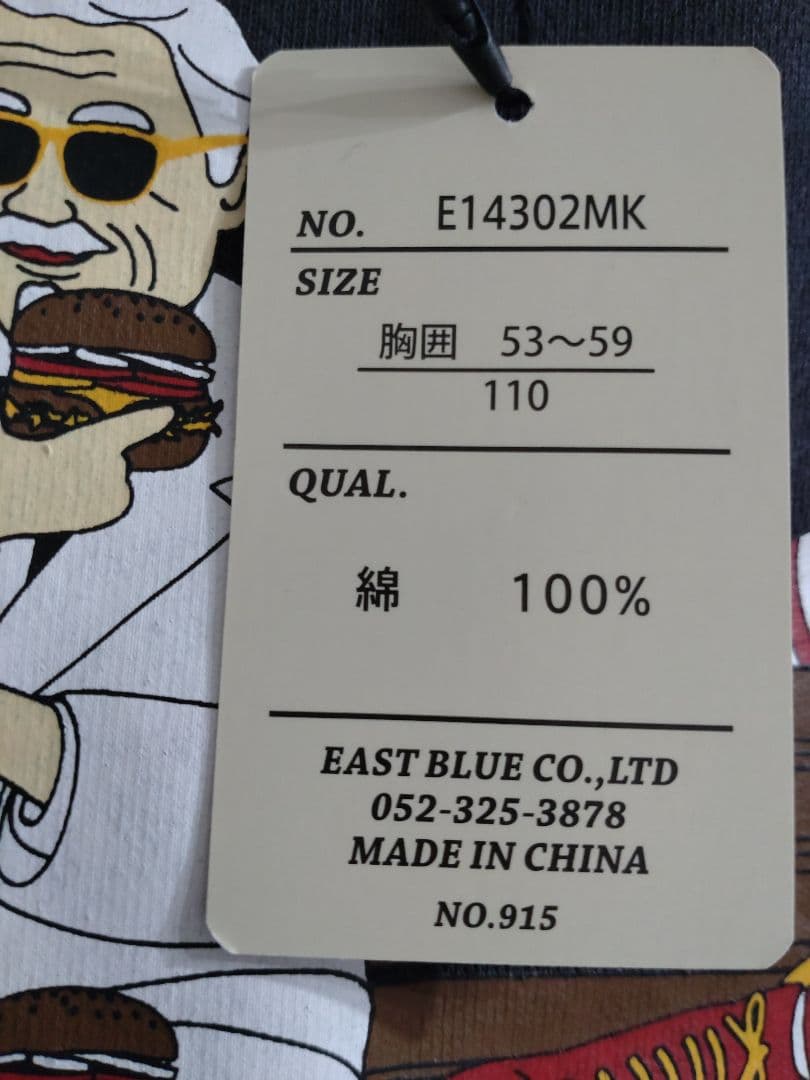 NO. E14302MK
SIZE
胸囲 53〜59
110
QUAL.
綿 100%
EAST BLUE CO.,LTD
052-325-3878
MADE IN CHINA
NO.915